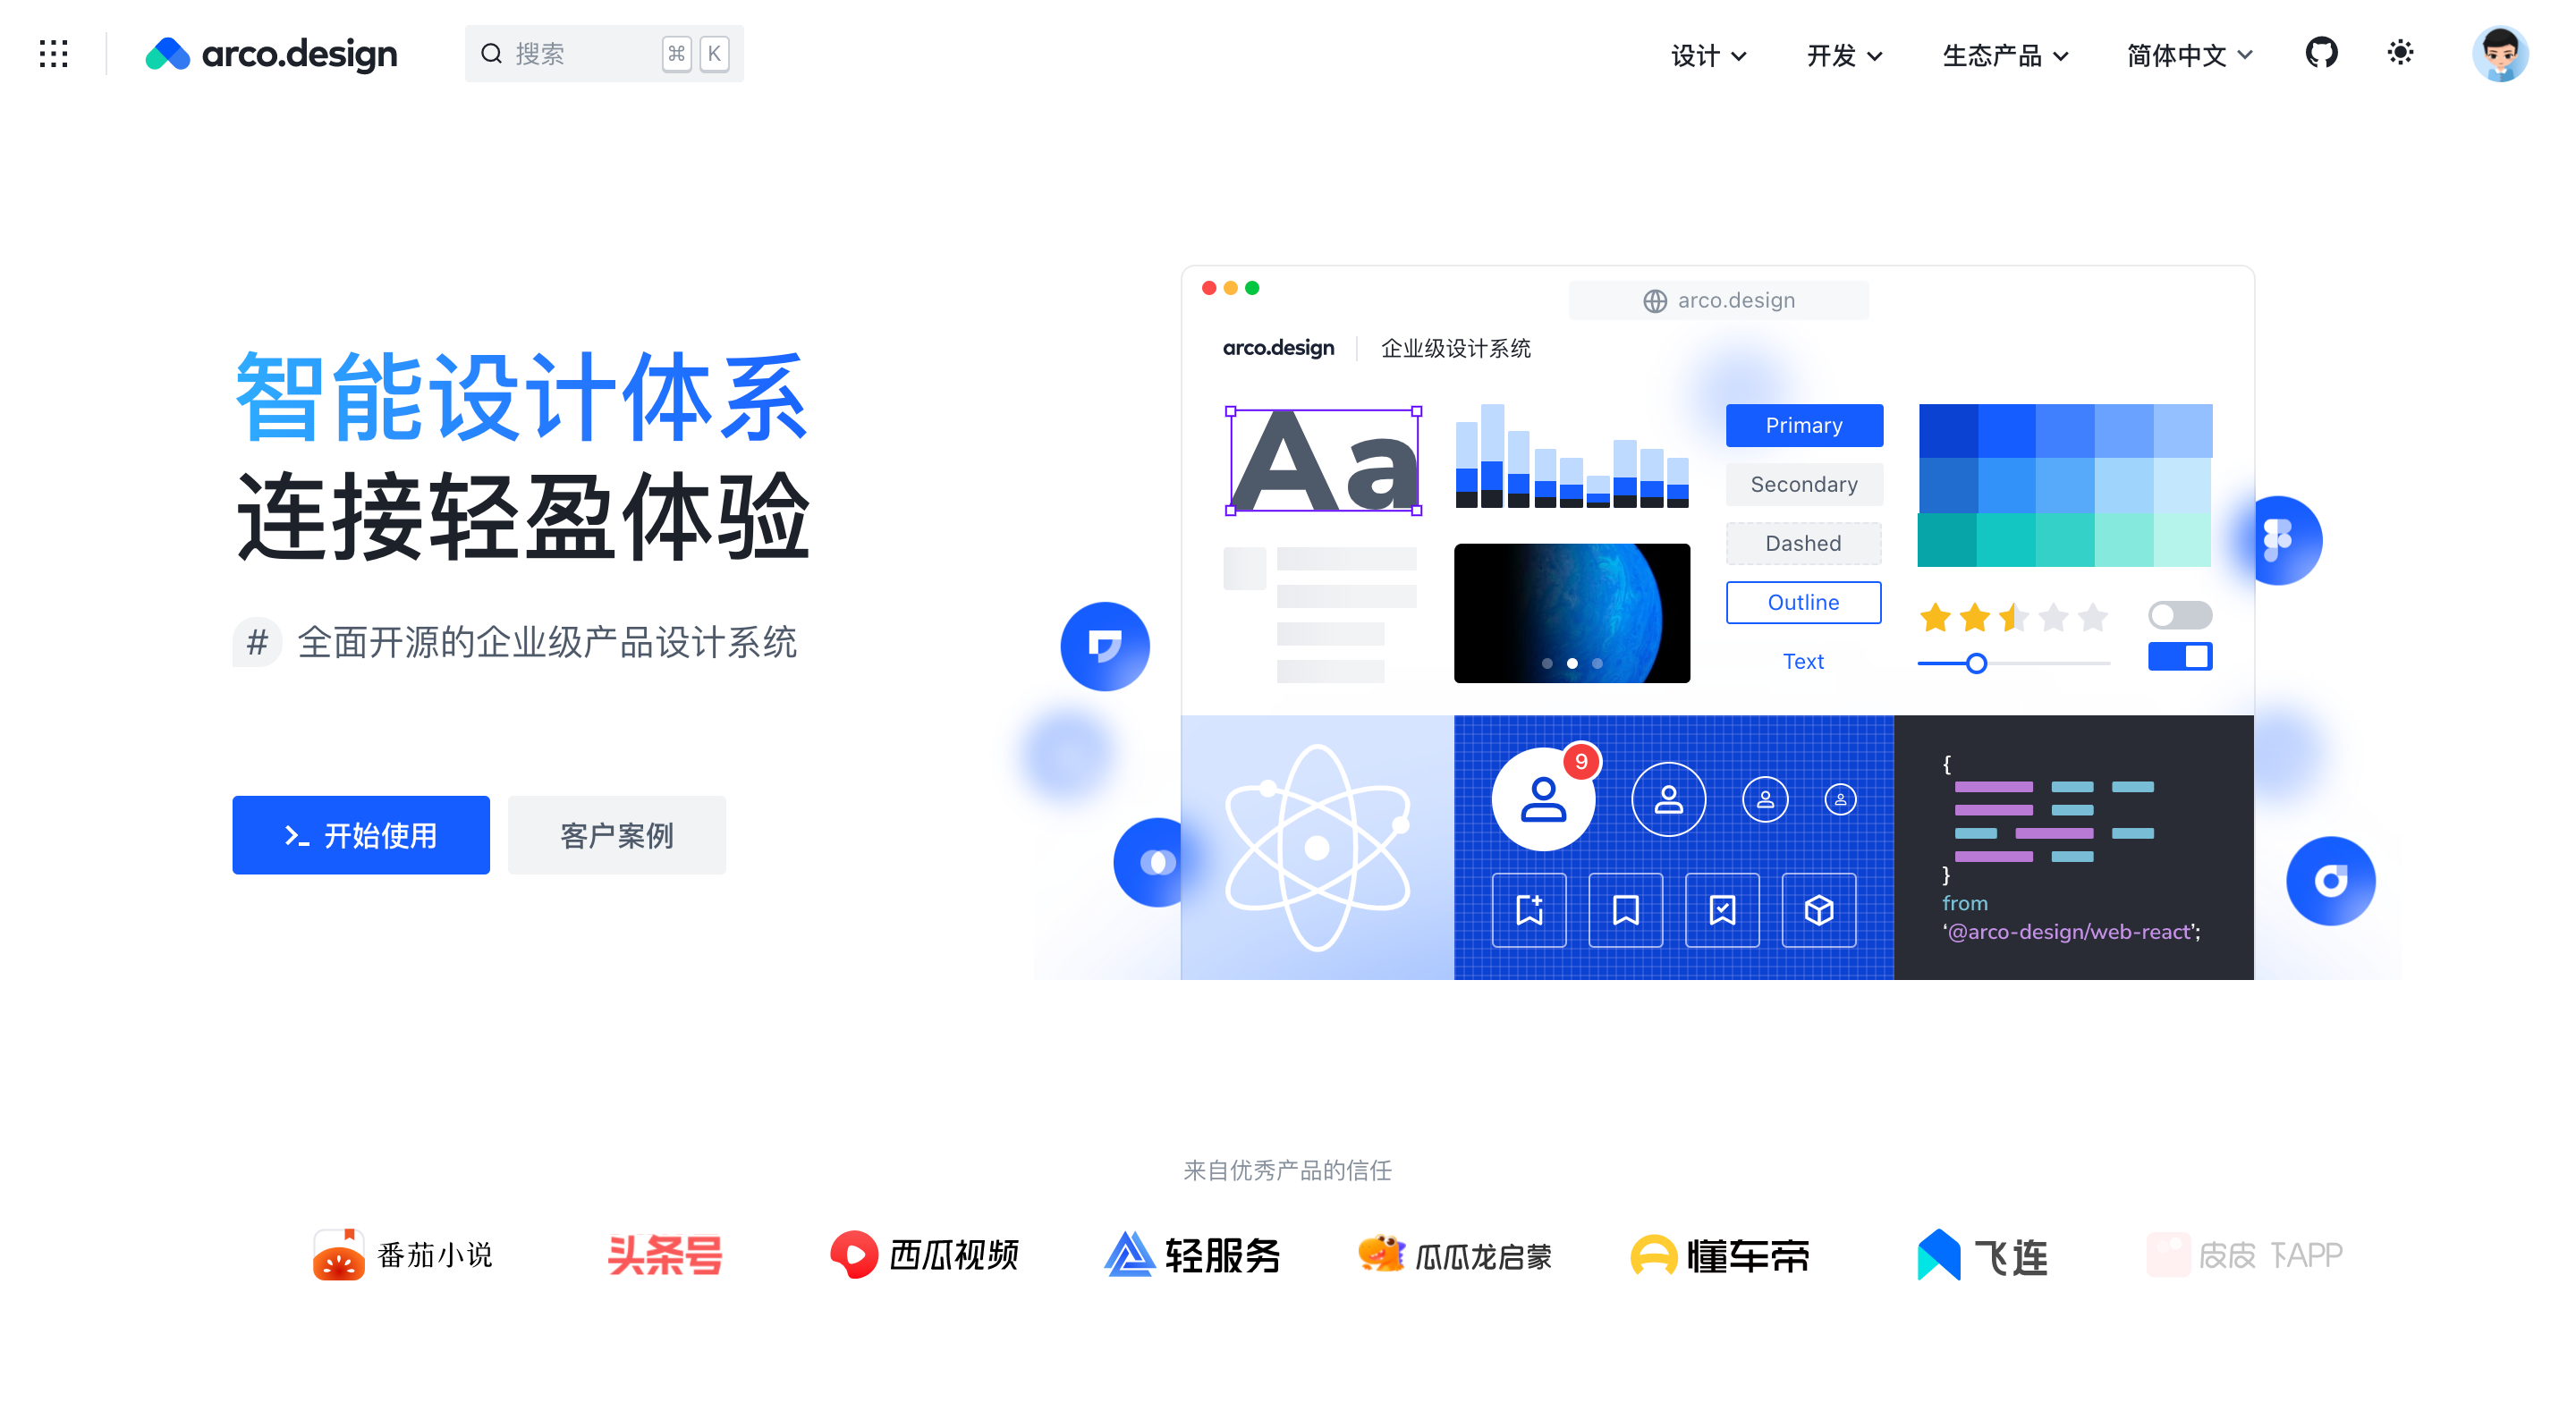 arco.design
搜索 ⌘ K
设计
开发
生态产品
简体中文
智能设计体系
连接轻盈体验
# 全面开源的企业级产品设计系统
开始使用
客户案例
arco.design
arco.design 企业级设计系统
Aa
Primary
Secondary
Dashed
Outline
Text
9
{
}
from
‘@arco-design/web-react’;
来自优秀产品的信任
番茄小说
头条号
西瓜视频
轻服务
瓜瓜龙启蒙
懂车帝
飞连
皮皮
APP